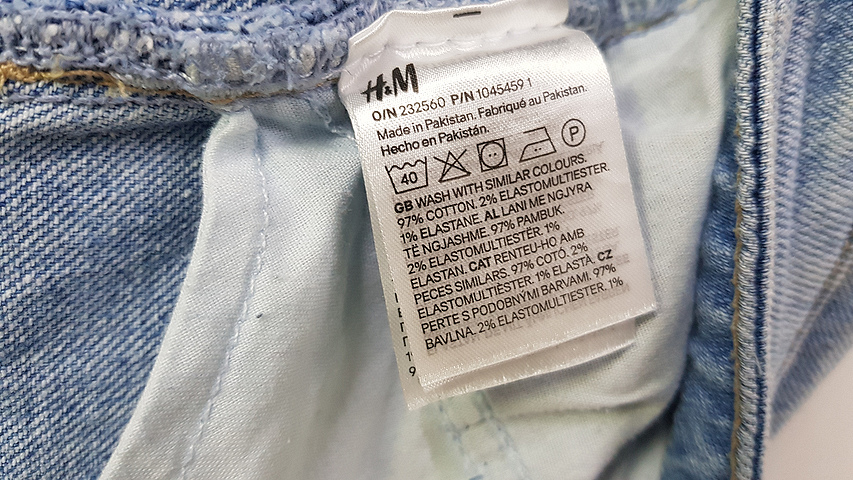 H&M
O/N 232560 P/N 1045459 1
Made in Pakistan. Fabriqué au Pakistan.
Hecho en Pakistán.
40 P
GB WASH WITH SIMILAR COLOURS.
97% COTTON. 2% ELASTOMULTIESTER.
1% ELASTANE. AL LANI ME NGJYRA
TË NGJASHME. 97% PAMBUK.
2% ELASTOMULTIESTËR. 1%
ELASTAN. CAT RENTEU-HO AMB
PECES SIMILARS. 97% COTÓ. 2%
ELASTOMULTIÈSTER. 1% ELASTÀ. CZ
PERTE S PODOBNÝMI BARVAMI. 97%
BAVLNA. 2% ELASTOMULTIESTER. 1%